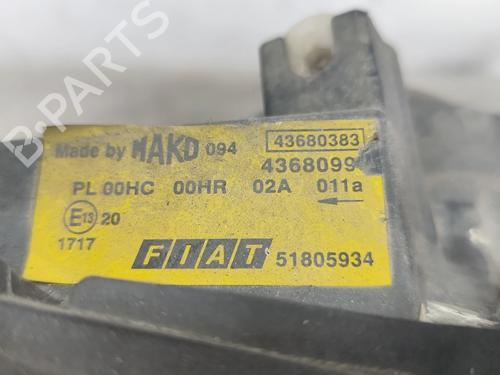 B-PARTS
Made by MAKO 094 43680383
4368099
PL 00HC 00HR 02A 011a
E13 20
1717 FIAT 51805934